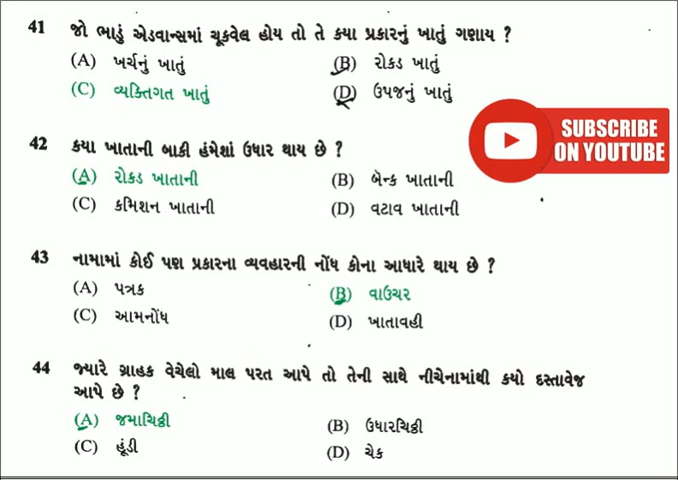 41 જો ભાડું એડવાન્સમાં ચૂકવેલ હોય તો તે કયા પ્રકારનું ખાતું ગણાય ?
(A) ખર્ચનું ખાતું (B) રોકડ ખાતું
(C) વ્યક્તિગત ખાતું (D) ઉપજનું ખાતું
SUBSCRIBE
ON YOUTUBE
42 કયા ખાતાની બાકી હંમેશાં ઉધાર થાય છે ?
(A) રોકડ ખાતાની (B) બૅન્ક ખાતાની
(C) કમિશન ખાતાની (D) વટાવ ખાતાની
43 નામામાં કોઈ પણ પ્રકારના વ્યવહારની નોંધ કોના આધારે થાય છે ?
(A) પત્રક (B) વાઉચર
(C) આમનોંધ (D) ખાતાવહી
44 જ્યારે ગ્રાહક વેચેલો માલ પરત આપે તો તેની સાથે નીચેનામાંથી કયો દસ્તાવેજ
આપે છે ?
(A) જમાચિઠ્ઠી (B) ઉધારચિઠ્ઠી
(C) હૂંડી (D) ચેક